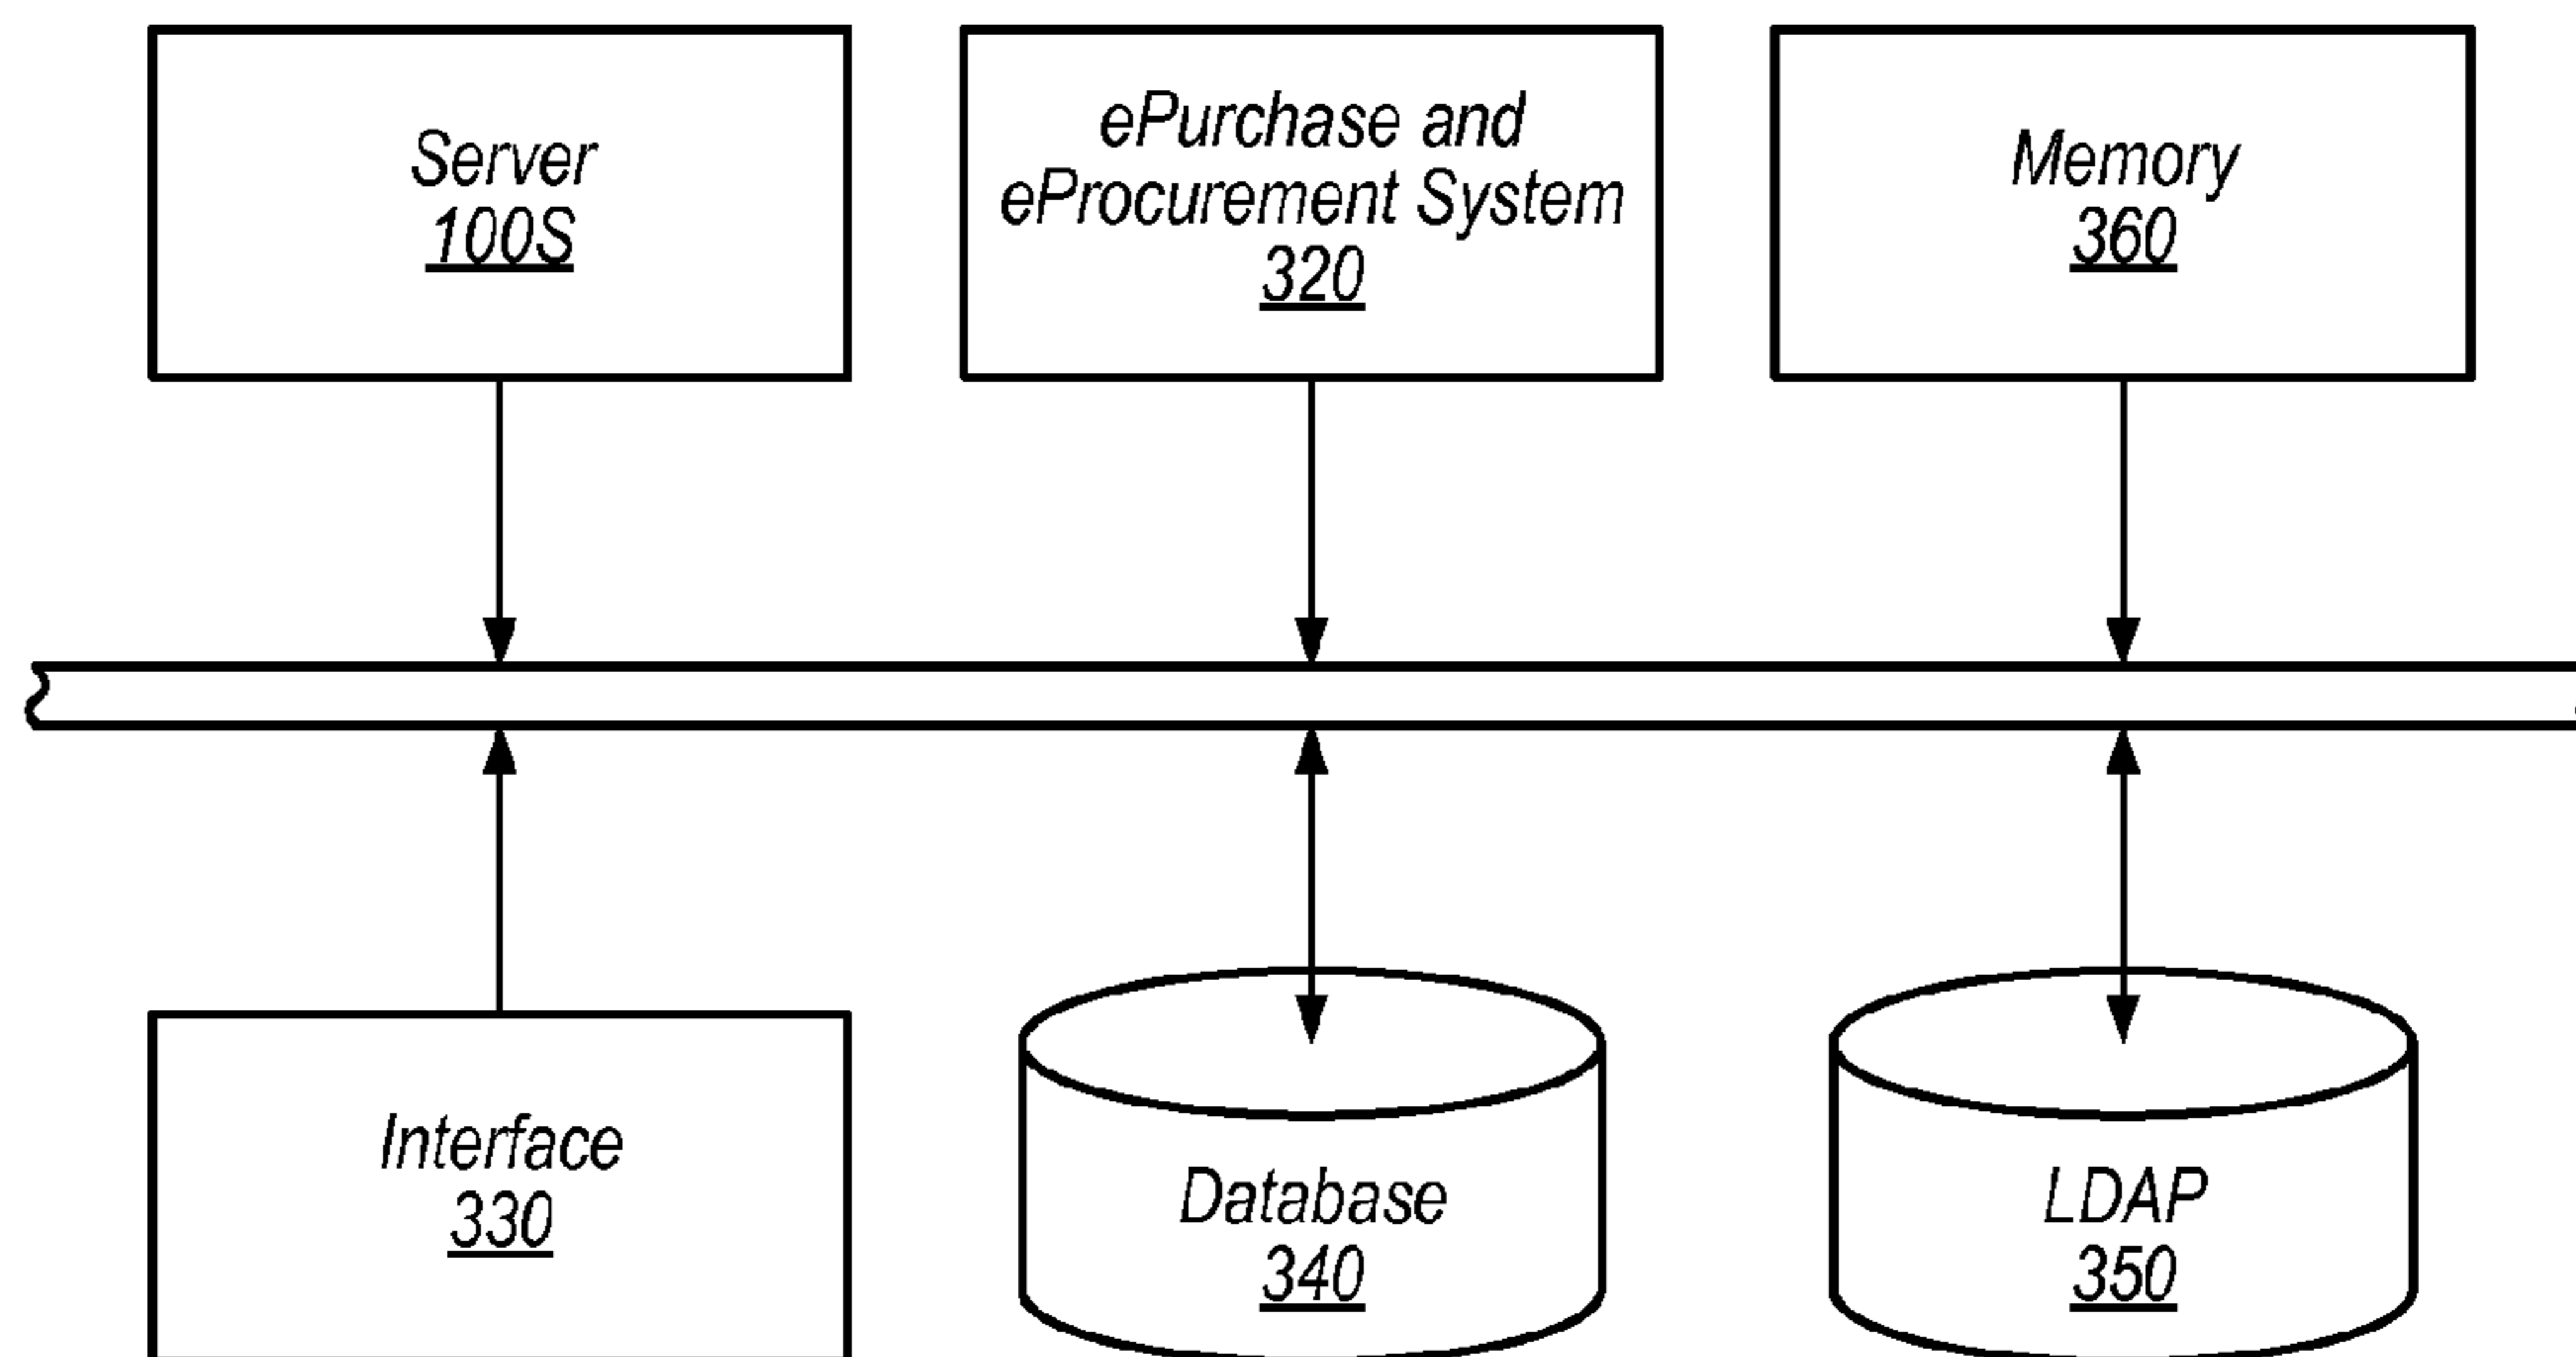 Server
100S
ePurchase and
eProcurement System
320
Memory
360
Interface
330
Database
340
LDAP
350